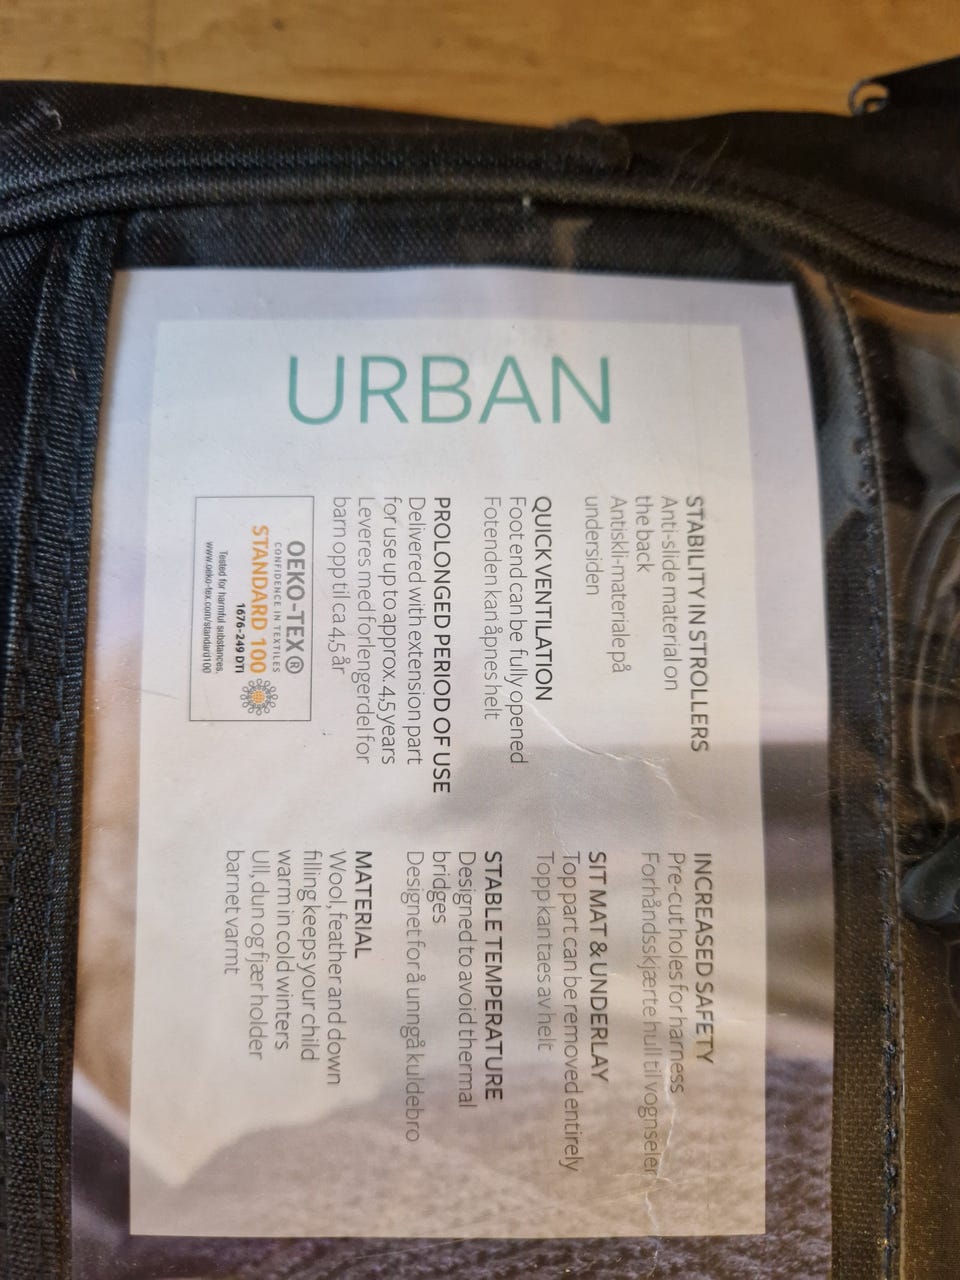 URBAN
STABILITY IN STROLLERS
Anti-slide material on
the back
Antiskli-materiale på
undersiden
QUICK VENTILATION
Foot end can be fully opened
Fotenden kan åpnes helt
PROLONGED PERIOD OF USE
Delivered with extension part
for use up to approx. 4,5 years
Leveres med forlengerdel for
barn opp til ca 4,5 år
OEKO-TEX®
CONFIDENCE IN TEXTILES
STANDARD 100
1676-249 DTI
Tested for harmful substances.
www.oeko-tex.com/standard100
INCREASED SAFETY
Pre-cut holes for harness
Forhåndsskjærte hull til vognseler
SIT MAT & UNDERLAY
Top part can be removed entirely
Topp kan taes av helt
STABLE TEMPERATURE
Designed to avoid thermal
bridges
Designet for å unngå kuldebro
MATERIAL
Wool, feather and down
filling keeps your child
warm in cold winters
Ull, dun og fjær holder
barnet varmt